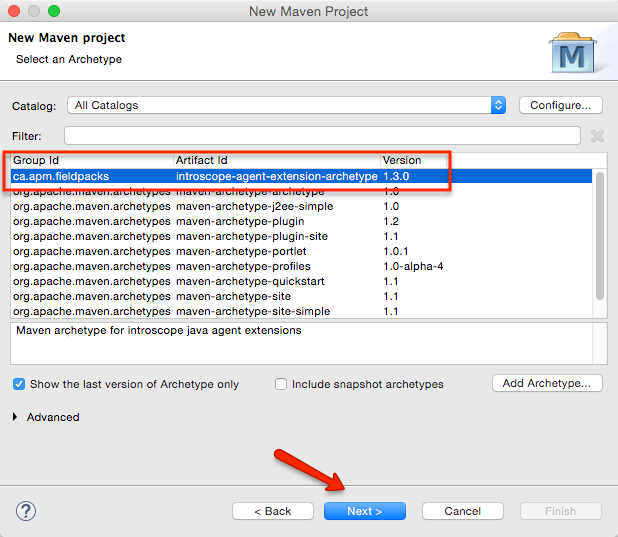 New Maven Project
New Maven project
Select an Archetype
M
Catalog: All Catalogs Configure...
Filter:
Group Id Artifact Id Version
ca.apm.fieldpacks introscope-agent-extension-archetype 1.3.0
org.apache.maven.archetypes maven-archetype-archetype 1.0
org.apache.maven.archetypes maven-archetype-j2ee-simple 1.0
org.apache.maven.archetypes maven-archetype-plugin 1.2
org.apache.maven.archetypes maven-archetype-plugin-site 1.1
org.apache.maven.archetypes maven-archetype-portlet 1.0.1
org.apache.maven.archetypes maven-archetype-profiles 1.0-alpha-4
org.apache.maven.archetypes maven-archetype-quickstart 1.1
org.apache.maven.archetypes maven-archetype-site 1.1
org.apache.maven.archetypes maven-archetype-site-simple 1.1
Maven archetype for introscope java agent extensions
Show the last version of Archetype only Include snapshot archetypes Add Archetype...
Advanced
? < Back Next > Cancel Finish